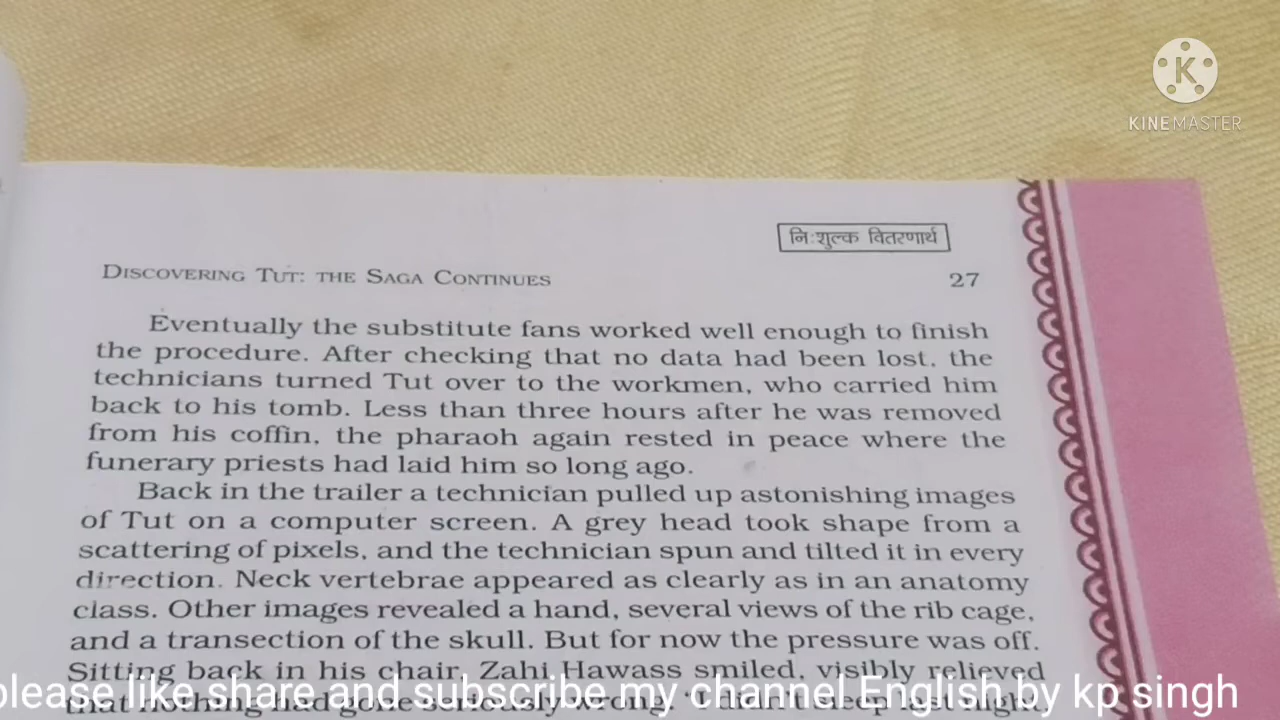 K
KINEMASTER
निःशुल्क वितरणार्थ
DISCOVERING TUT: THE SAGA CONTINUES 27
Eventually the substitute fans worked well enough to finish
the procedure. After checking that no data had been lost, the
technicians turned Tut over to the workmen, who carried him
back to his tomb. Less than three hours after he was removed
from his coffin, the pharaoh again rested in peace where the
funerary priests had laid him so long ago.
Back in the trailer a technician pulled up astonishing images
of Tut on a computer screen. A grey head took shape from a
scattering of pixels, and the technician spun and tilted it in every
direction. Neck vertebrae appeared as clearly as in an anatomy
class. Other images revealed a hand, several views of the rib cage,
and a transection of the skull. But for now the pressure was off.
Sitting back in his chair, Zahi Hawass smiled, visibly relieved
that nothing had gone seriously wrong.
please like share and subscribe my channel English by kp singh